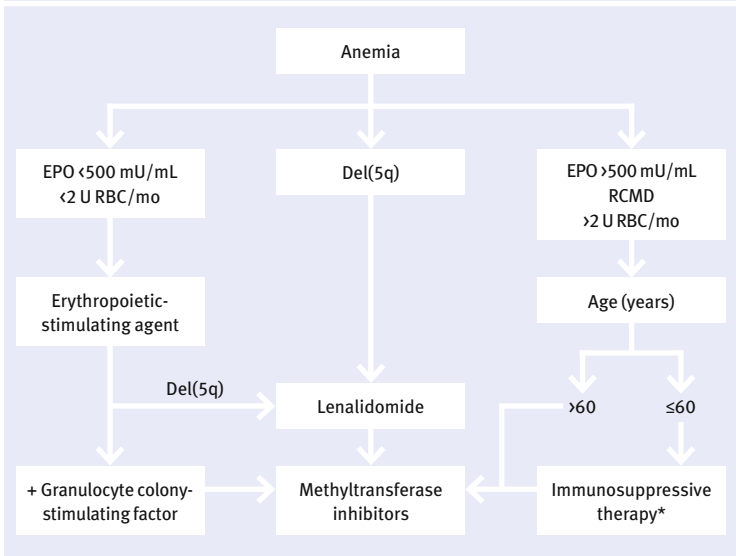 Anemia
EPO <500 mU/mL
<2 U RBC/mo
Del(5q)
EPO >500 mU/mL
RCMD
>2 U RBC/mo
Erythropoietic-
stimulating agent
Age (years)
Del(5q)
Lenalidomide
>60
≤60
+ Granulocyte colony-
stimulating factor
Methyltransferase
inhibitors
Immunosuppressive
therapy*